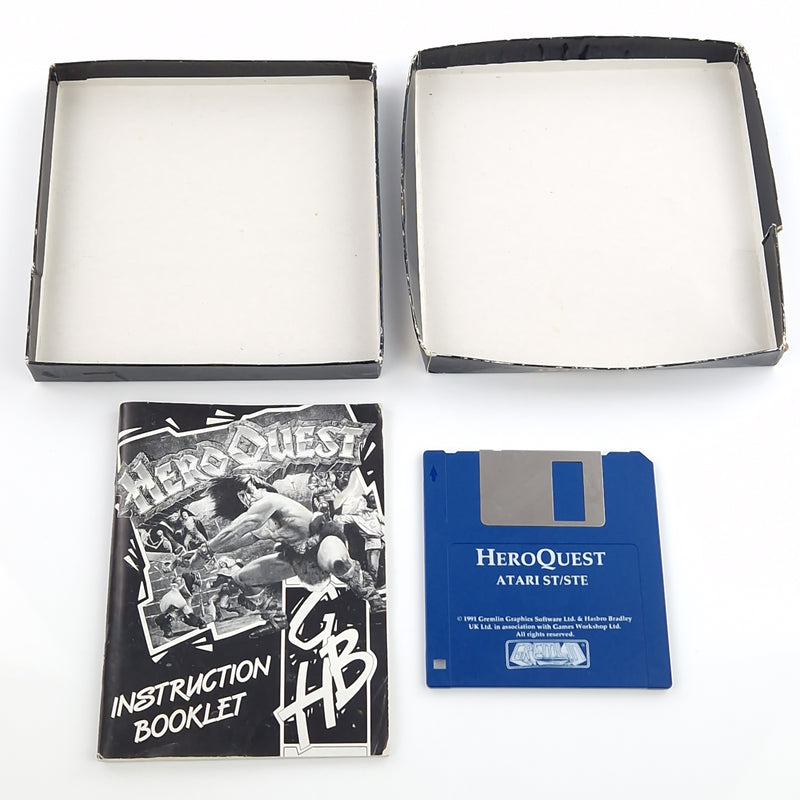 HEROQUEST
GHB
INSTRUCTION
BOOKLET
HEROQUEST
ATARI ST/STE
© 1991 Gremlin Graphics Software Ltd. & Hasbro Bradley
UK Ltd. in association with Games Workshop Ltd.
All rights reserved.
GREMLIN